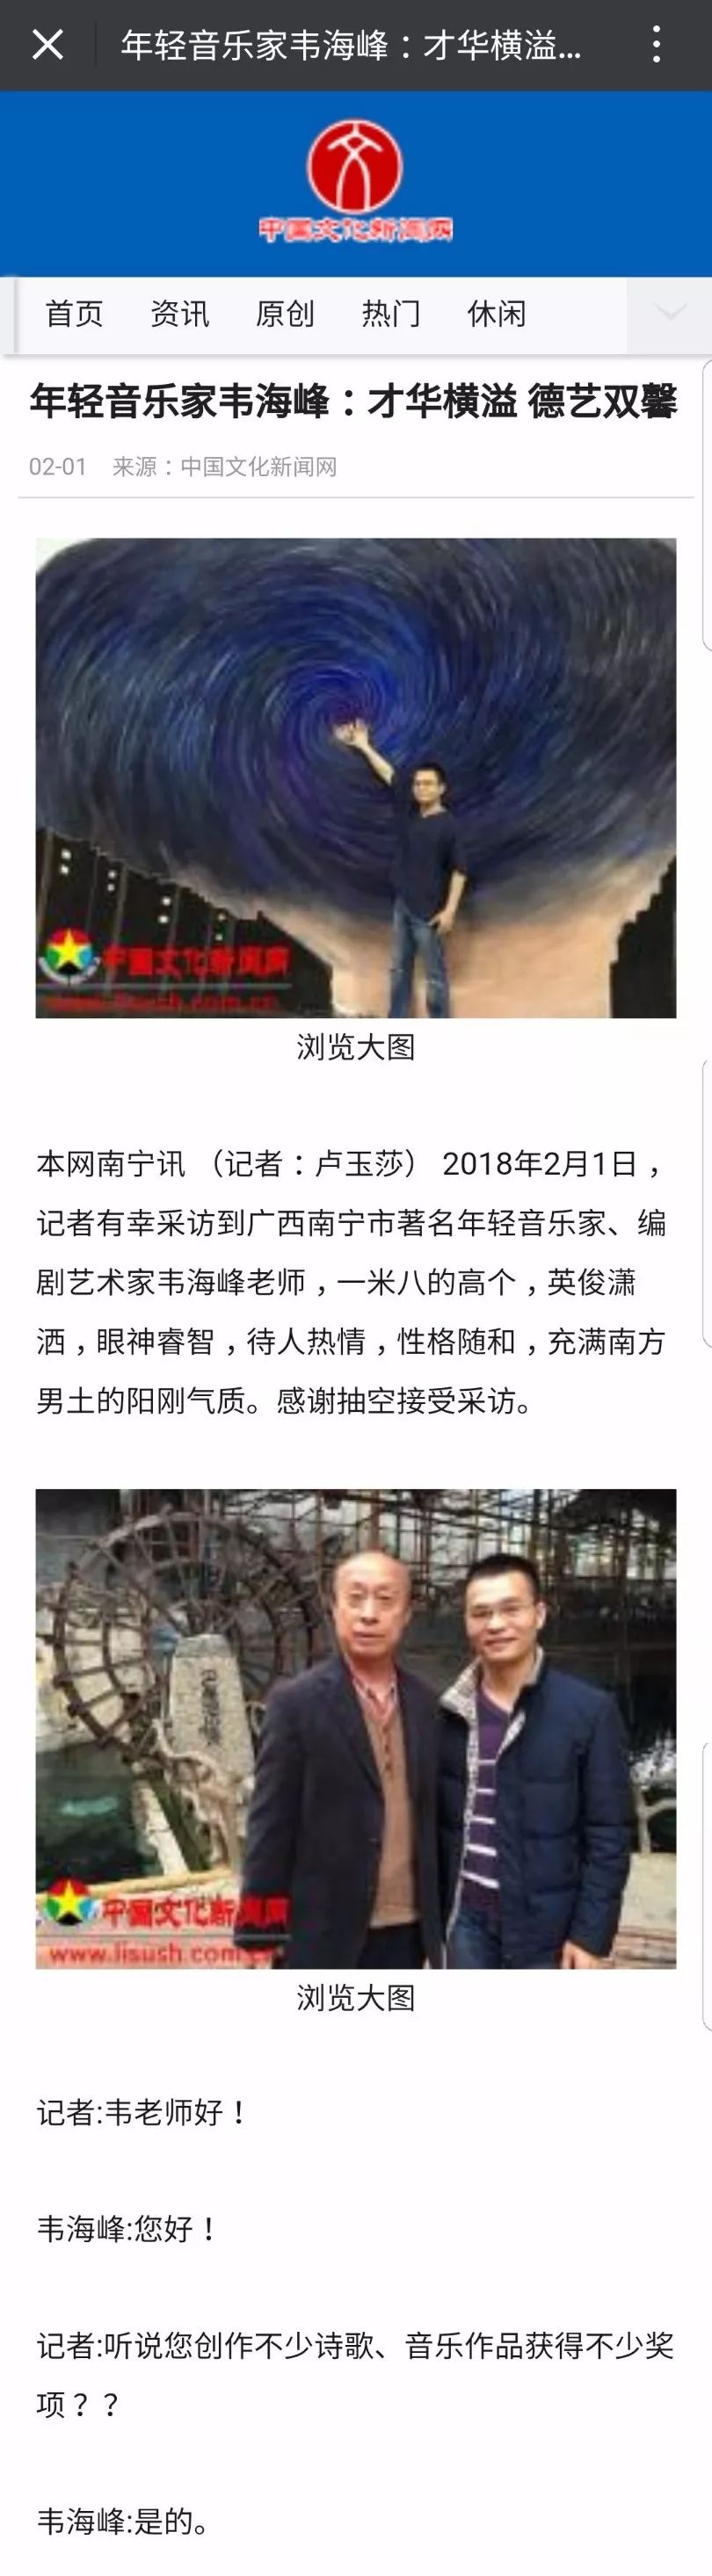 年轻音乐家韦海峰：才华横溢...
中国文化新闻网
首页 资讯 原创 热门 休闲
年轻音乐家韦海峰：才华横溢 德艺双馨
02-01 来源：中国文化新闻网
中国文化新闻网
浏览大图
本网南宁讯 （记者：卢玉莎） 2018年2月1日，
记者有幸采访到广西南宁市著名年轻音乐家、编
剧艺术家韦海峰老师，一米八的高个，英俊潇
洒，眼神睿智，待人热情，性格随和，充满南方
男土的阳刚气质。感谢抽空接受采访。
中国文化新闻网
www.lisush.com.cn
浏览大图
记者:韦老师好！
韦海峰:您好！
记者:听说您创作不少诗歌、音乐作品获得不少奖
项？？
韦海峰:是的。